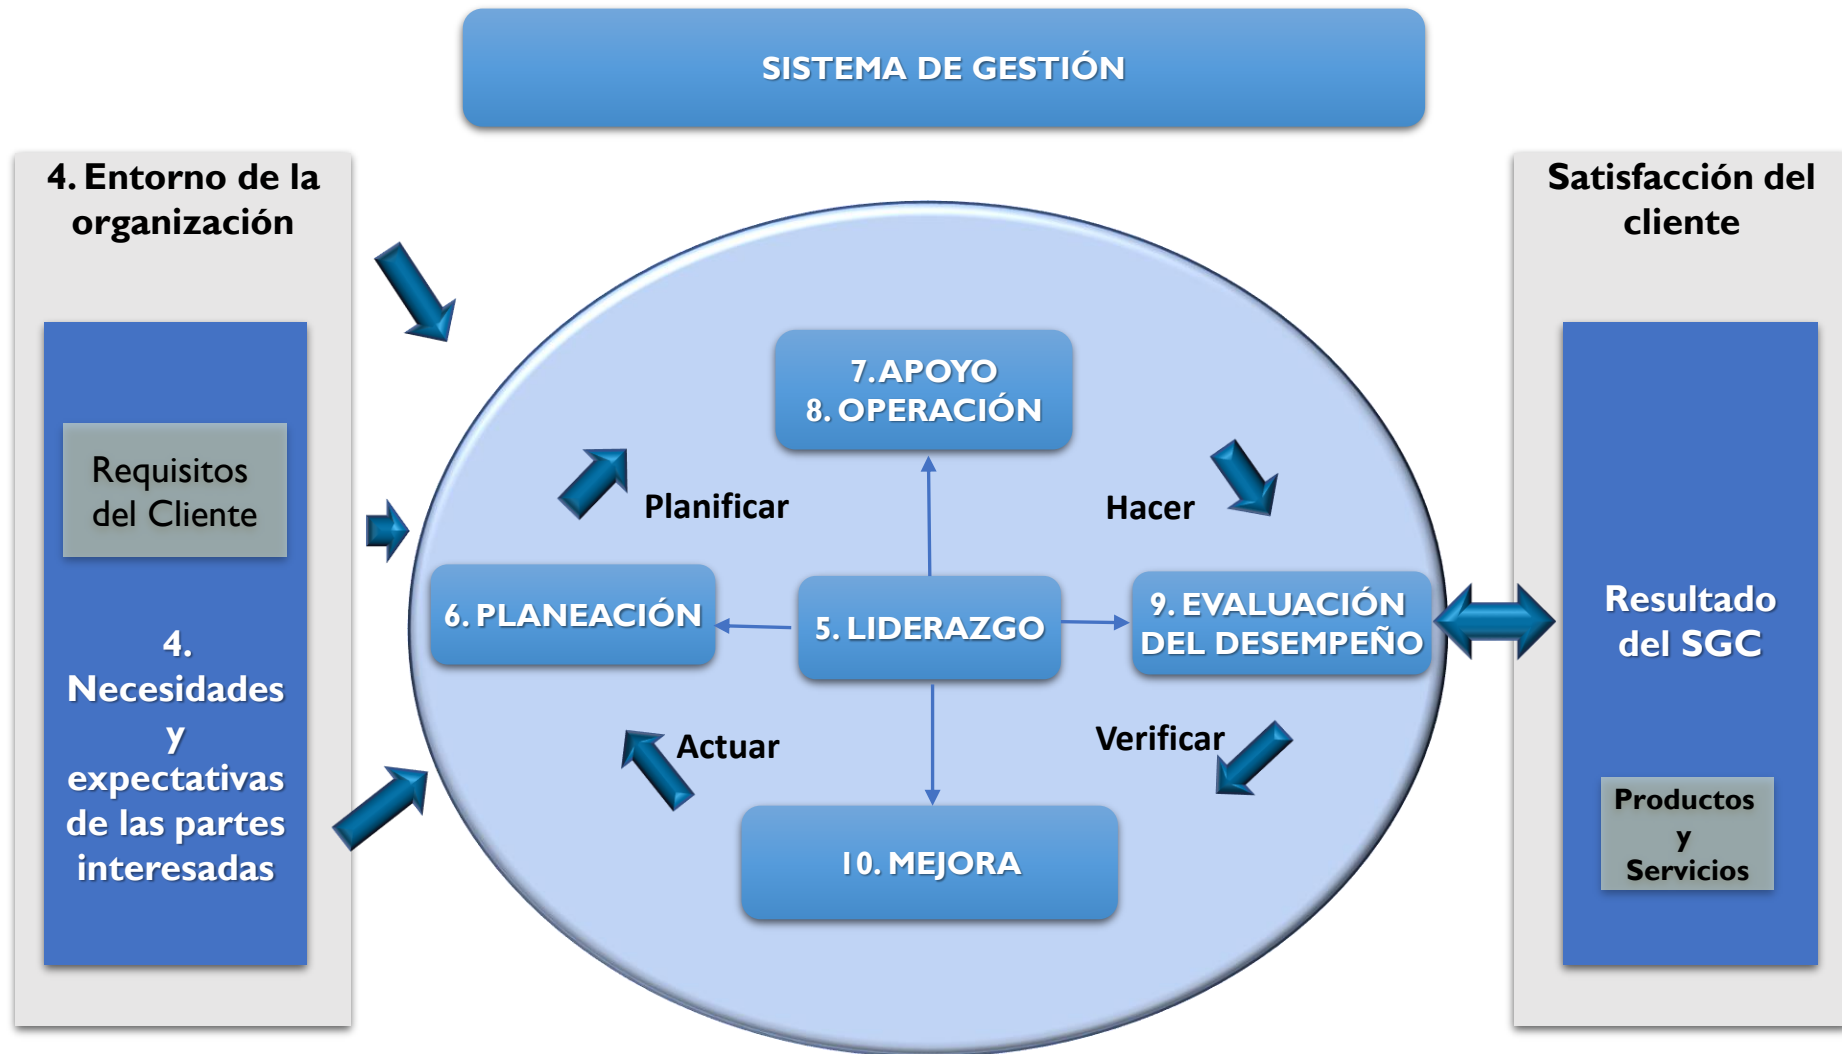 SISTEMA DE GESTIÓN
4. Entorno de la
organización
Requisitos
del Cliente
4.
Necesidades
y
expectativas
de las partes
interesadas
7. APOYO
8. OPERACIÓN
Planificar
Hacer
6. PLANEACIÓN
5. LIDERAZGO
9. EVALUACIÓN
DEL DESEMPEÑO
Actuar
Verificar
10. MEJORA
Satisfacción del
cliente
Resultado
del SGC
Productos
y
Servicios